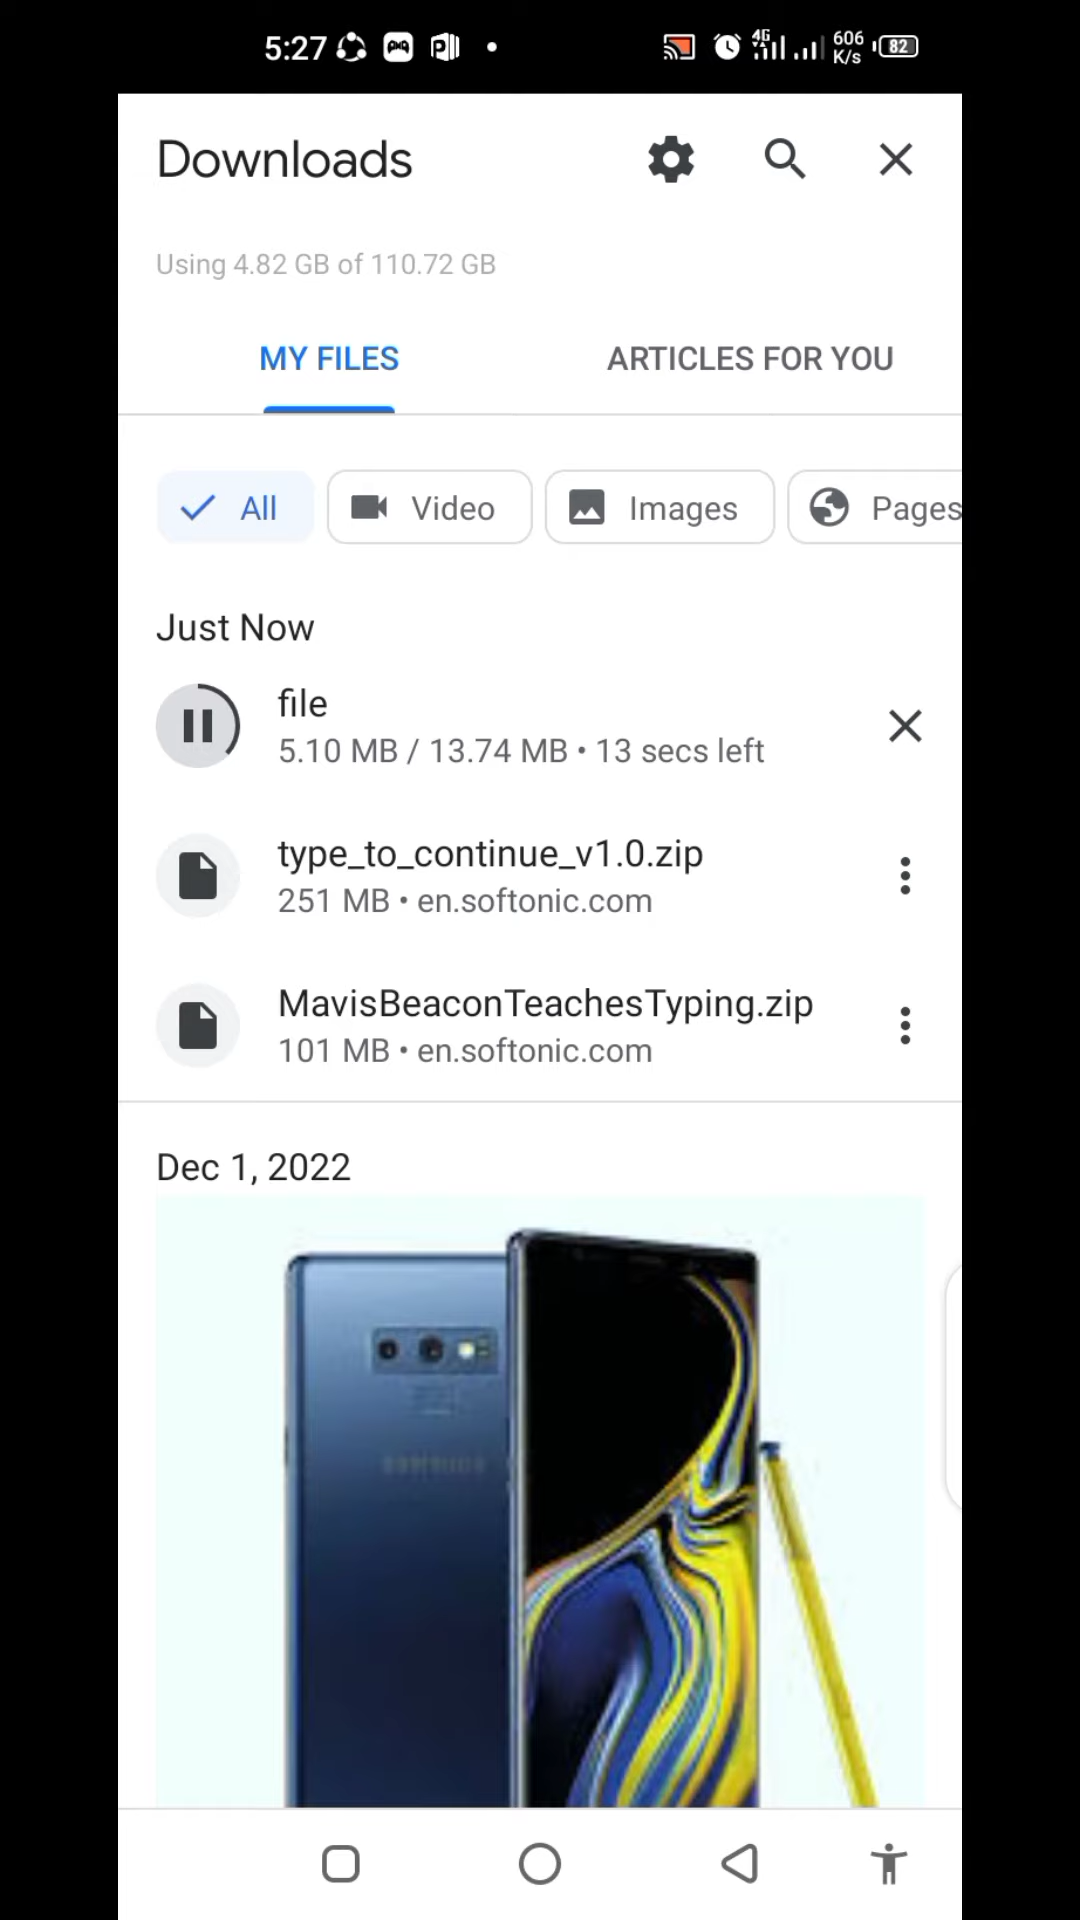 5:27
4G
606
K/s
82
Downloads
Using 4.82 GB of 110.72 GB
MY FILES
ARTICLES FOR YOU
All
Video
Images
Pages
Just Now
file
5.10 MB / 13.74 MB • 13 secs left
type_to_continue_v1.0.zip
251 MB • en.softonic.com
MavisBeaconTeachesTyping.zip
101 MB • en.softonic.com
Dec 1, 2022
SAMSUNG